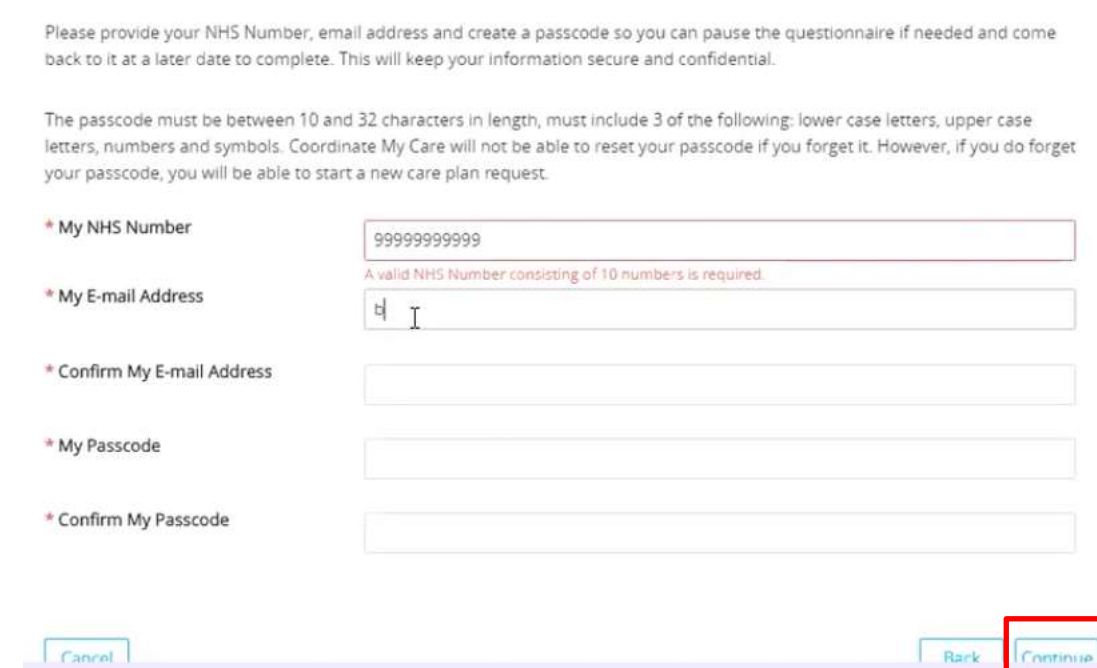 Please provide your NHS Number, email address and create a passcode so you can pause the questionnaire if needed and come
back to it at a later date to complete. This will keep your information secure and confidential.
The passcode must be between 10 and 32 characters in length, must include 3 of the following: lower case letters, upper case
letters, numbers and symbols. Coordinate My Care will not be able to reset your passcode if you forget it. However, if you do forget
your passcode, you will be able to start a new care plan request.
* My NHS Number
99999999999
A valid NHS Number consisting of 10 numbers is required.
* My E-mail Address
b
* Confirm My E-mail Address
* My Passcode
* Confirm My Passcode
Cancel Back Continue